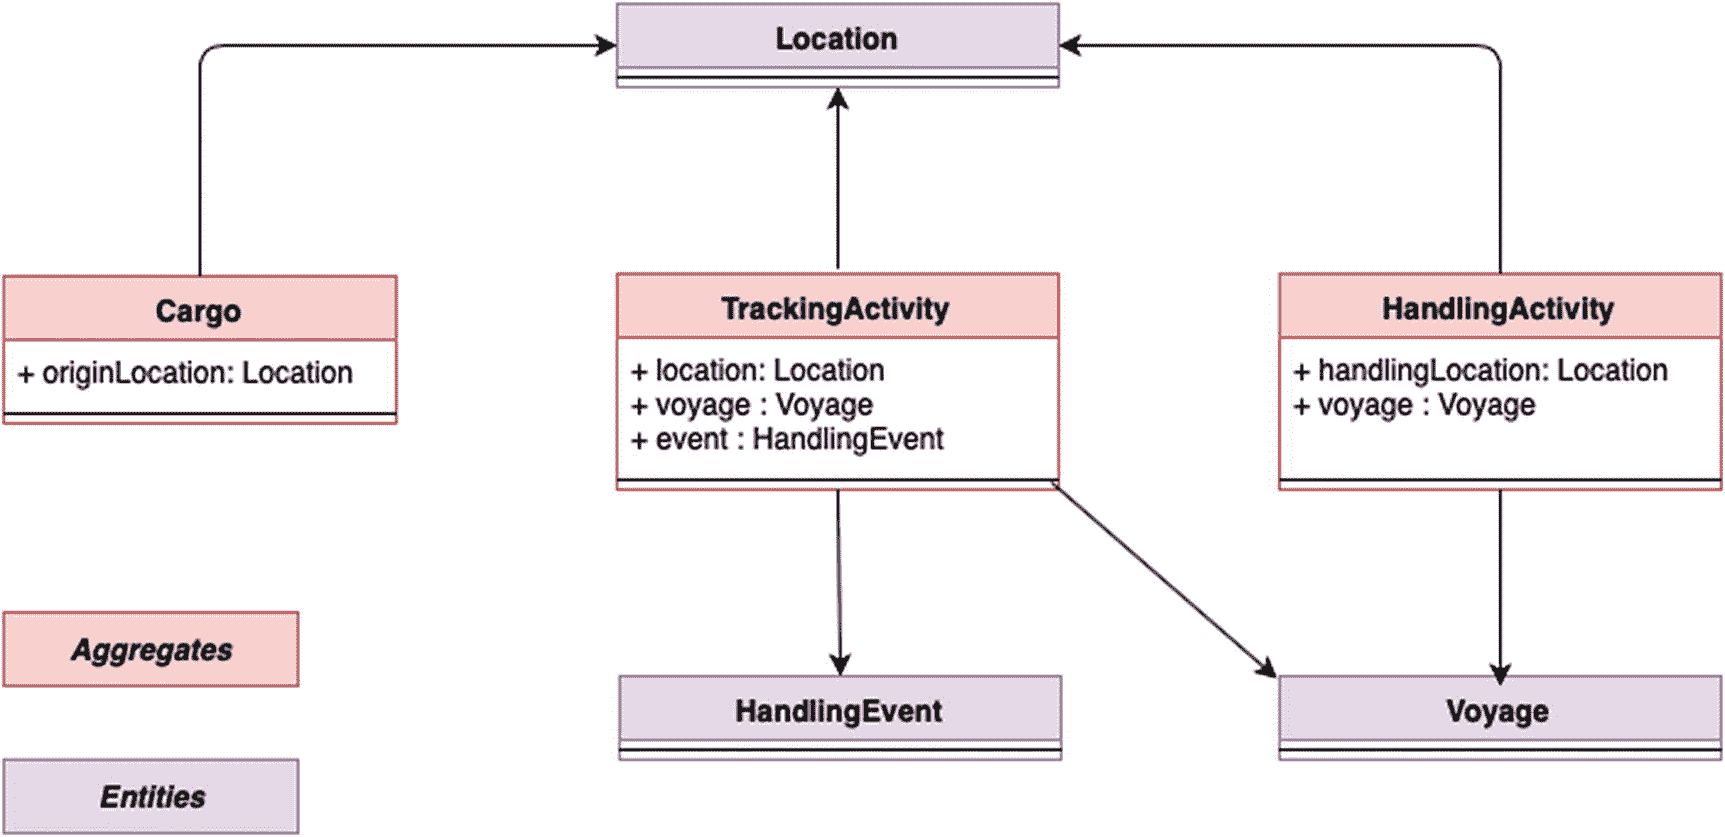 Location
Cargo
+ originLocation: Location
TrackingActivity
+ location: Location
+ voyage : Voyage
+ event : HandlingEvent
HandlingActivity
+ handlingLocation: Location
+ voyage : Voyage
Aggregates
HandlingEvent
Voyage
Entities